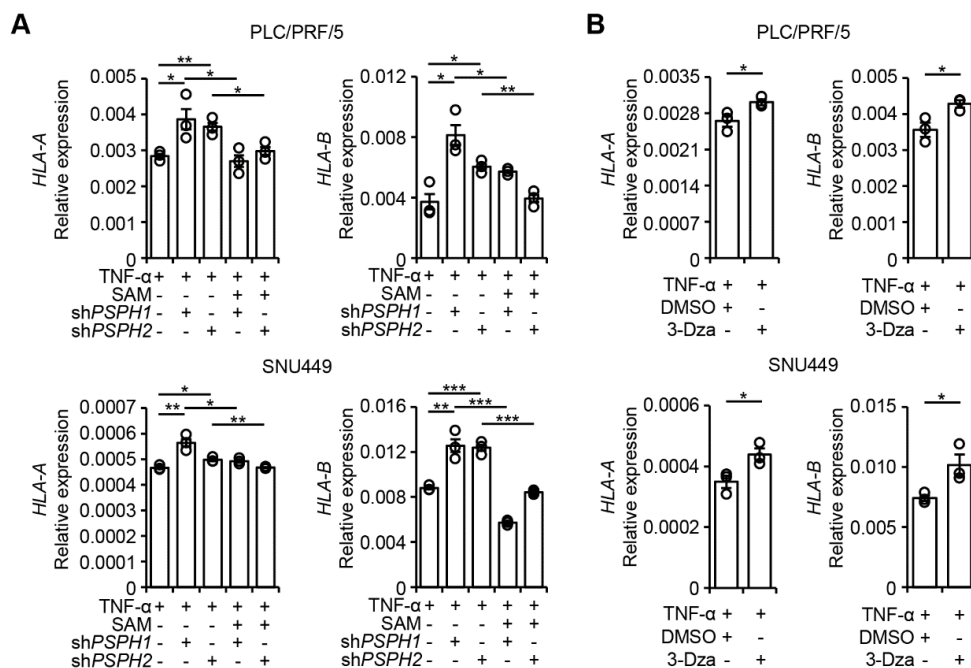 A
PLC/PRF/5
HLA-A
Relative expression
0.005
0.004
0.003
0.002
0.001
0
** 
* *
*
TNF-α + + + + +
SAM - - - + +
shPSPH1 - + - + -
shPSPH2 - - + - +
HLA-B
Relative expression
0.012
0.008
0.004
0
*
* *
**
TNF-α + + + + +
SAM - - - + +
shPSPH1 - + - + -
shPSPH2 - - + - +
SNU449
HLA-A
Relative expression
0.0007
0.0006
0.0005
0.0004
0.0003
0.0002
0.0001
0
*
** *
**
TNF-α + + + + +
SAM - - - + +
shPSPH1 - + - + -
shPSPH2 - - + - +
HLA-B
Relative expression
0.016
0.012
0.008
0.004
0
***
** ***
***
TNF-α + + + + +
SAM - - - + +
shPSPH1 - + - + -
shPSPH2 - - + - +
B
PLC/PRF/5
HLA-A
Relative expression
0.0035
0.0028
0.0021
0.0014
0.0007
0
*
TNF-α + +
DMSO + -
3-Dza - +
HLA-B
Relative expression
0.005
0.004
0.003
0.002
0.001
0
*
TNF-α + +
DMSO + -
3-Dza - +
SNU449
HLA-A
Relative expression
0.0006
0.0004
0.0002
0
*
TNF-α + +
DMSO + -
3-Dza - +
HLA-B
Relative expression
0.015
0.010
0.005
0
*
TNF-α + +
DMSO + -
3-Dza - +